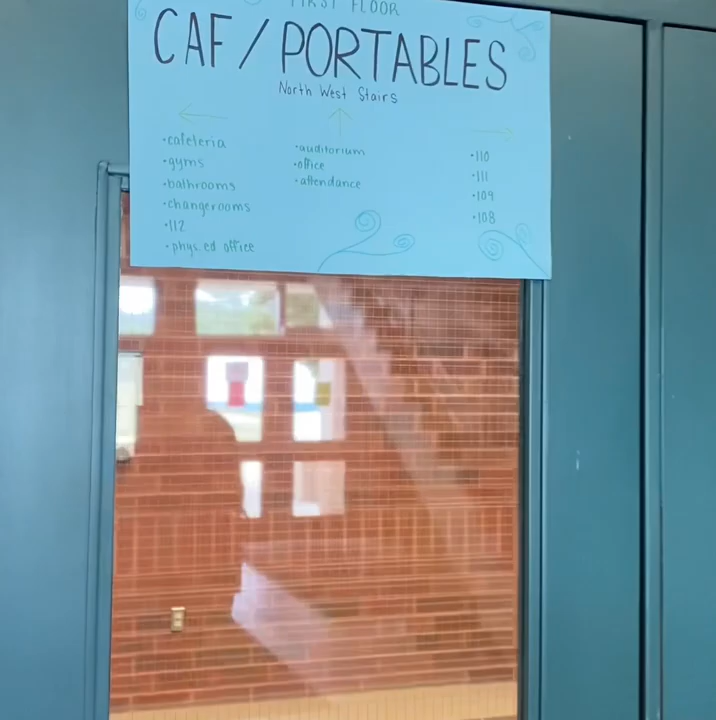 FIRST FLOOR
CAF / PORTABLES
North West Stairs
←
•cafeteria
•gyms
•bathrooms
•changerooms
•112
•phys.ed office
↑
•auditorium
•office
•attendance
→
•110
•111
•109
•108